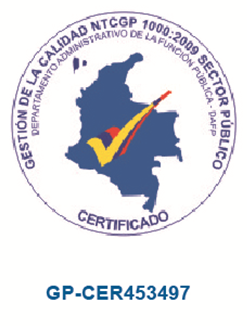 GESTIÓN DE LA CALIDAD NTCGP 1000:2009 SECTOR PÚBLICO
DEPARTAMENTO ADMINISTRATIVO DE LA FUNCIÓN PÚBLICA - DAFP
CERTIFICADO
GP-CER453497